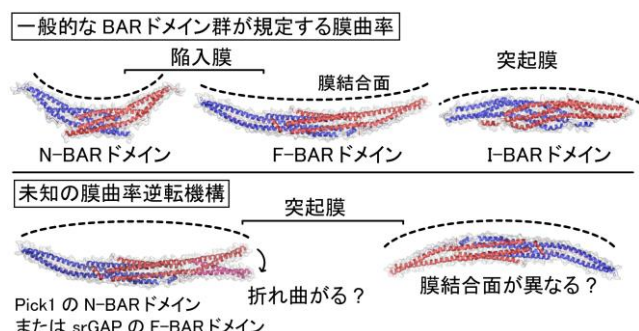 一般的な BAR ドメイン群が規定する膜曲率
陥入膜
突起膜
膜結合面
N-BARドメイン
F-BARドメイン
I-BARドメイン
未知の膜曲率逆転機構
突起膜
折れ曲がる？
膜結合面が異なる？
Pick1 の N-BARドメイン
または srGAP の F-BARドメイン